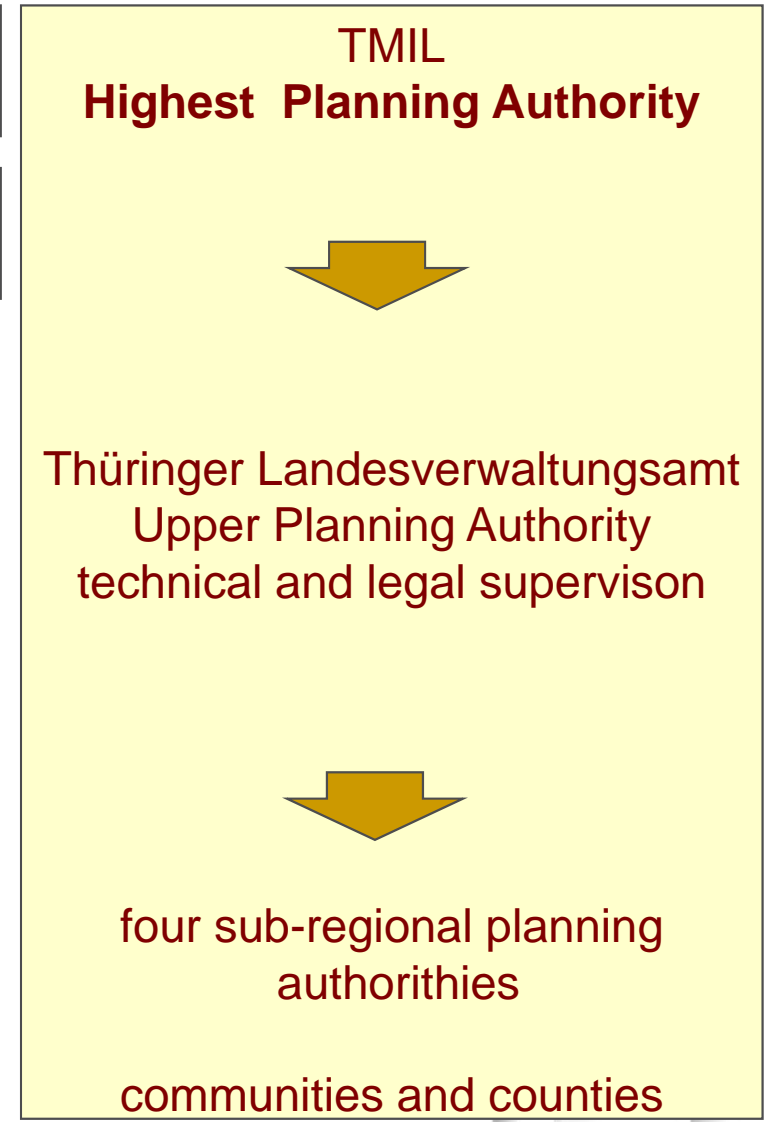 TMIL
Highest Planning Authority
Thüringer Landesverwaltungsamt
Upper Planning Authority
technical and legal supervison
four sub-regional planning
authorithies
communities and counties